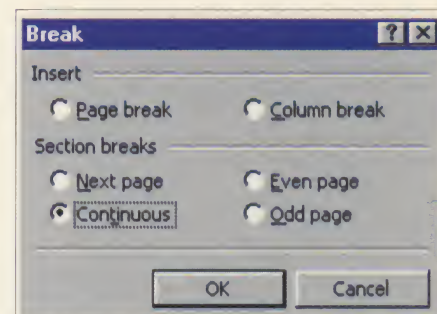 Break
Insert
Page break Column break
Section breaks
Next page Even page
Continuous Odd page
OK Cancel